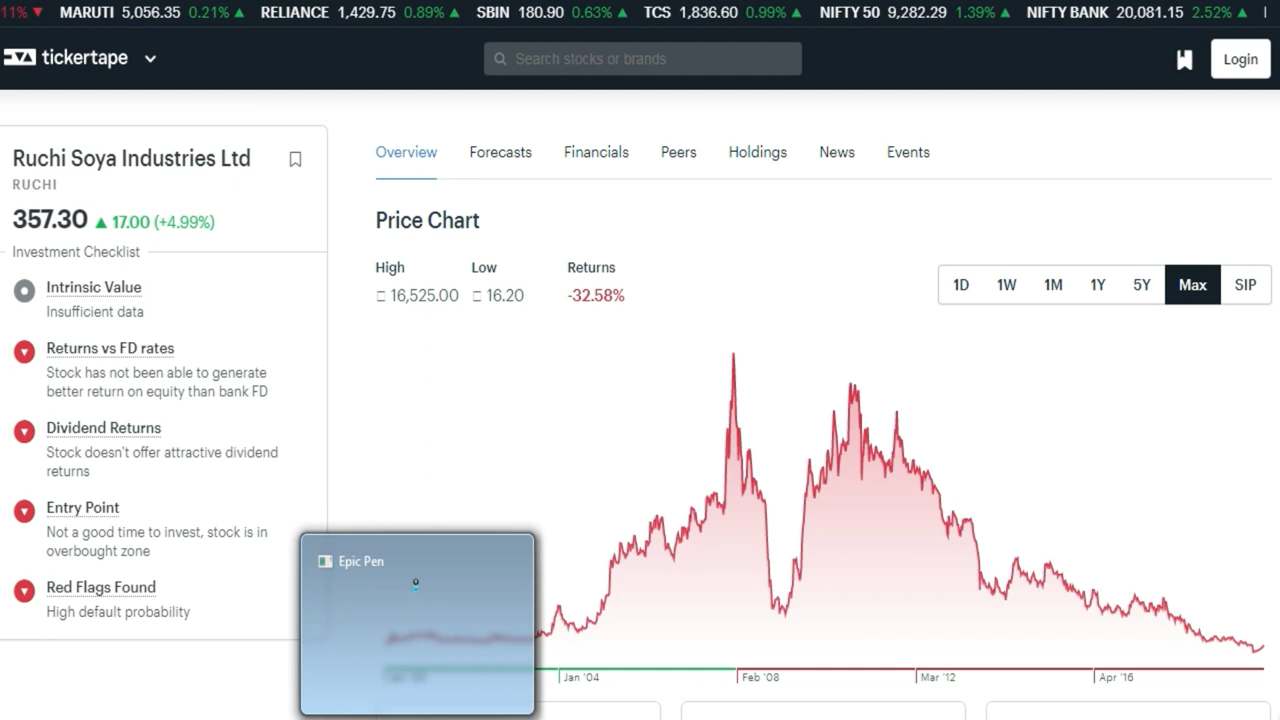 11% ▼ MARUTI 5,056.35 0.21% ▲ RELIANCE 1,429.75 0.89% ▲ SBIN 180.90 0.63% ▲ TCS 1,836.60 0.99% ▲ NIFTY 50 9,282.29 1.39% ▲ NIFTY BANK 20,081.15 2.52% ▲
tickertape
Search stocks or brands
Login
Ruchi Soya Industries Ltd
RUCHI
357.30 ▲ 17.00 (+4.99%)
Investment Checklist
Intrinsic Value
Insufficient data
Returns vs FD rates
Stock has not been able to generate
better return on equity than bank FD
Dividend Returns
Stock doesn't offer attractive dividend
returns
Entry Point
Not a good time to invest, stock is in
overbought zone
Red Flags Found
High default probability
Overview Forecasts Financials Peers Holdings News Events
Price Chart
High Low Returns
16,525.00 16.20 -32.58%
1D 1W 1M 1Y 5Y Max SIP
Epic Pen
Jan '04 Feb '08 Mar '12 Apr '16